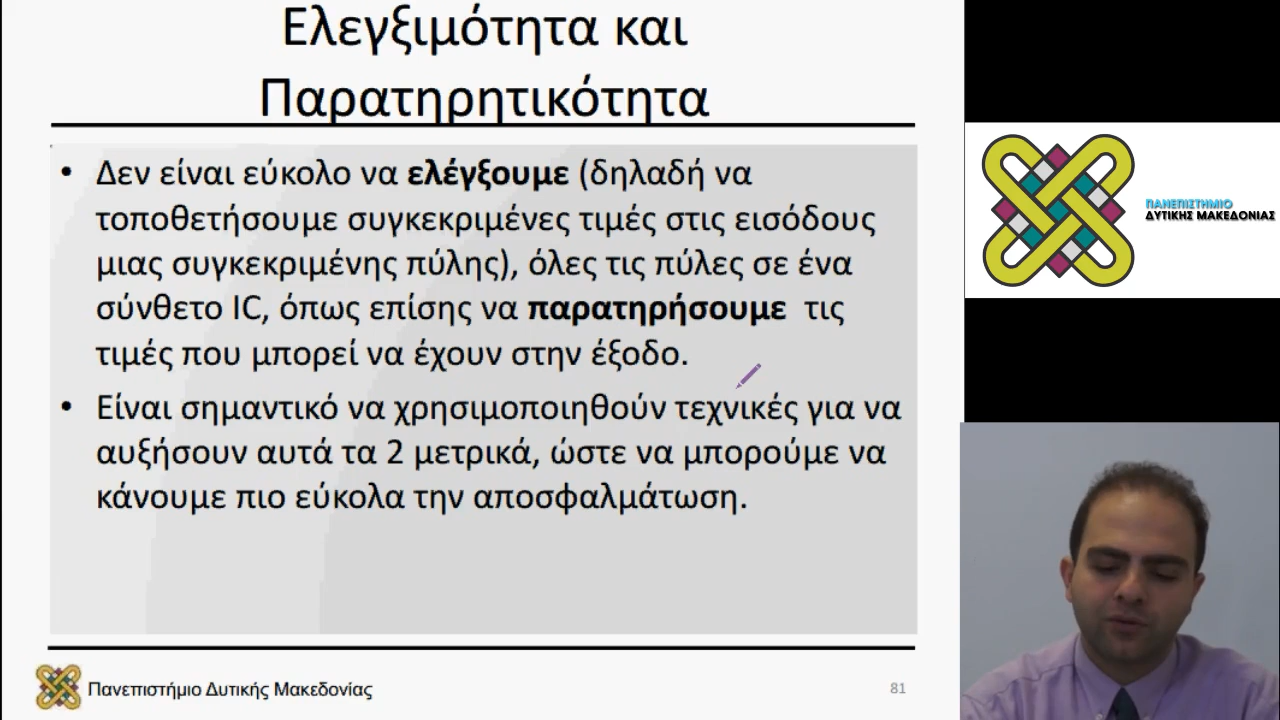 Ελεγξιμότητα και
Παρατηρητικότητα
• Δεν είναι εύκολο να ελέγξουμε (δηλαδή να
τοποθετήσουμε συγκεκριμένες τιμές στις εισόδους
μιας συγκεκριμένης πύλης), όλες τις πύλες σε ένα
σύνθετο IC, όπως επίσης να παρατηρήσουμε τις
τιμές που μπορεί να έχουν στην έξοδο.
• Είναι σημαντικό να χρησιμοποιηθούν τεχνικές για να
αυξήσουν αυτά τα 2 μετρικά, ώστε να μπορούμε να
κάνουμε πιο εύκολα την αποσφαλμάτωση.
Πανεπιστήμιο Δυτικής Μακεδονίας
81
ΠΑΝΕΠΙΣΤΗΜΙΟ
ΔΥΤΙΚΗΣ ΜΑΚΕΔΟΝΙΑΣ